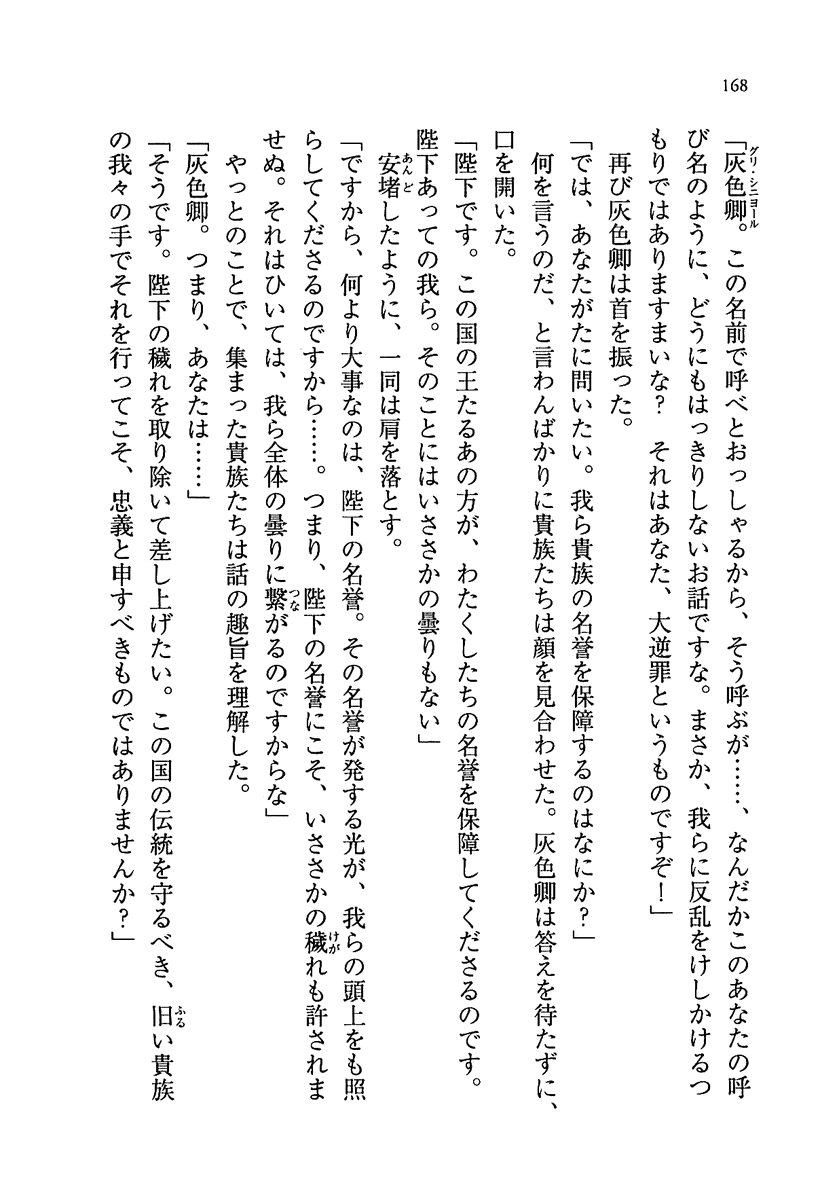 168
「灰色卿。この名前で呼べとおっしゃるから、そう呼ぶが……、なんだかこのあなたの呼
び名のように、どうにもはっきりしないお話ですな。まさか、我らに反乱をけしかけるつ
もりではありますまいな？　それはあなた、大逆罪というものですぞ！」
再び灰色卿は首を振った。
「では、あなたがたに問いたい。我ら貴族の名誉を保障するのはなにか？」
何を言うのだ、と言わんばかりに貴族たちは顔を見合わせた。灰色卿は答えを待たずに、
口を開いた。
「陛下です。この国の王たるあの方が、わたくしたちの名誉を保障してくださるのです。
陛下あっての我ら。そのことにはいささかの曇りもない」
安堵したように、一同は肩を落とす。
「ですから、何より大事なのは、陛下の名誉。その名誉が発する光が、我らの頭上をも照
らしてくださるのですから……。つまり、陛下の名誉にこそ、いささかの穢れも許されま
せぬ。それはひいては、我ら全体の曇りに繋がるのですからな」
やっとのことで、集まった貴族たちは話の趣旨を理解した。
「灰色卿。つまり、あなたは……」
「そうです。陛下の穢れを取り除いて差し上げたい。この国の伝統を守るべき、旧い貴族
の我々の手でそれを行ってこそ、忠義と申すべきものではありませんか？」
グリ・シニョール
あんど
けが
つな
ふる